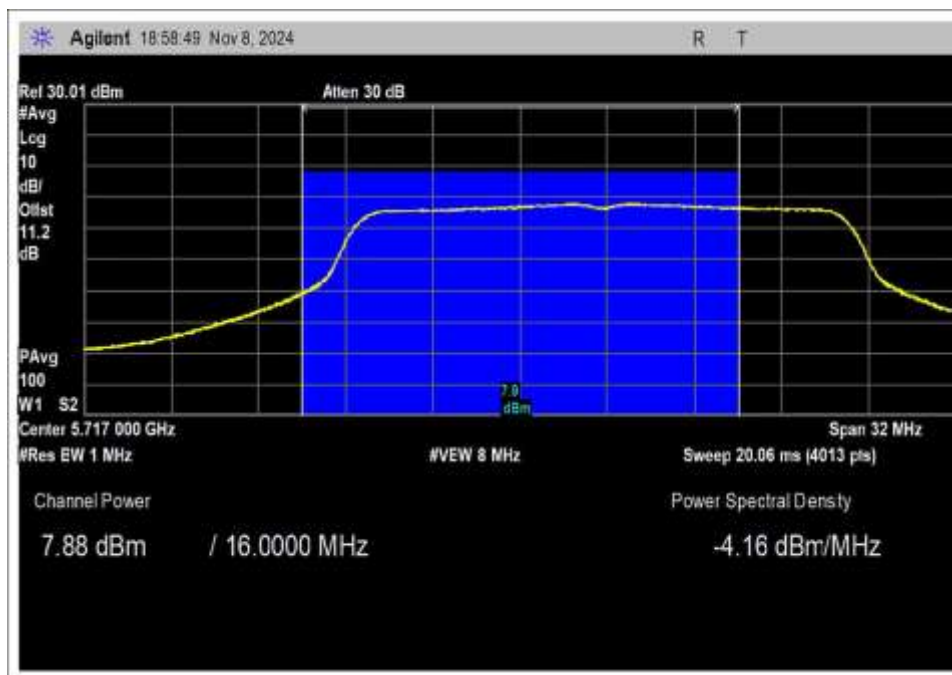 Agilent 18:58:49 Nov 8, 2024 R T
Ref 30.01 dBm Atten 30 dB
#Avg
Log
10
dB/
Offst
11.2
dB
PAvg
100
W1 S2
7.9
dBm
Center 5.717 000 GHz Span 32 MHz
#Res BW 1 MHz #VBW 8 MHz Sweep 20.06 ms (4013 pts)
Channel Power Power Spectral Density
7.88 dBm / 16.0000 MHz -4.16 dBm/MHz